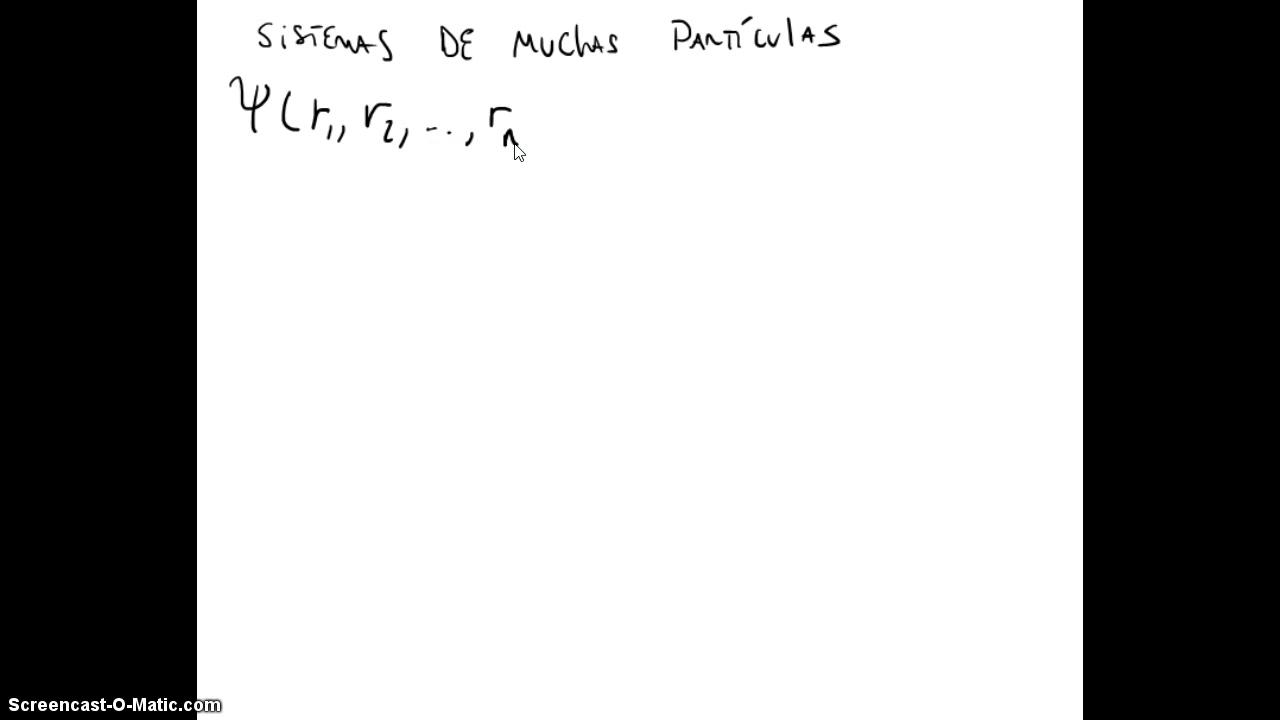 SISTEMAS DE MUCHAS PARTÍCULAS
Ψ(r₁, r₂, ..., rₙ
Screencast-O-Matic.com